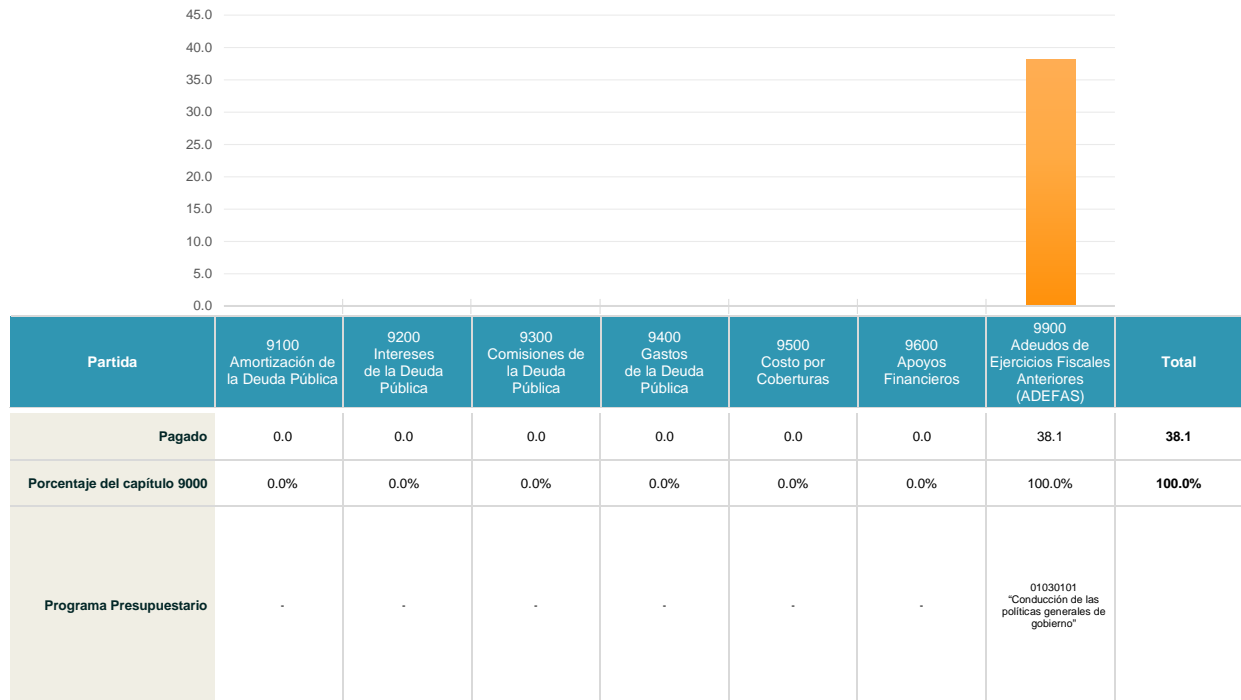 45.0
40.0
35.0
30.0
25.0
20.0
15.0
10.0
5.0
0.0
Partida
9100
Amortización de
la Deuda Pública
9200
Intereses
de la Deuda
Pública
9300
Comisiones de
la Deuda
Pública
9400
Gastos
de la Deuda
Pública
9500
Costo por
Coberturas
9600
Apoyos
Financieros
9900
Adeudos de
Ejercicios Fiscales
Anteriores
(ADEFAS)
Total
Pagado 0.0 0.0 0.0 0.0 0.0 0.0 38.1 38.1
Porcentaje del capítulo 9000 0.0% 0.0% 0.0% 0.0% 0.0% 0.0% 100.0% 100.0%
Programa Presupuestario - - - - - -
01030101
“Conducción de las
políticas generales de
gobierno”